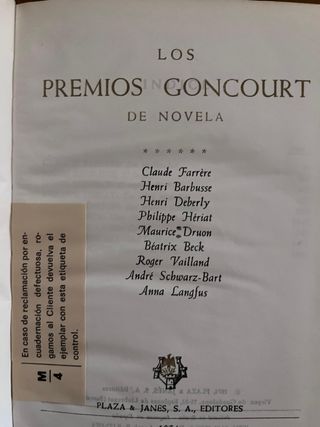 LOS
PREMIOS GONCOURT
DE NOVELA
******
Claude Farrère
Henri Barbusse
Henri Deberly
Philippe Hériat
Maurice Druon
Béatrix Beck
Roger Vailland
André Schwarz-Bart
Anna Langfus
En caso de reclamación por en-
cuadernación defectuosa, ro-
gamos al Cliente devuelva el
ejemplar con esta etiqueta de
control.
M
4
PLAZA & JANES, S. A., EDITORES